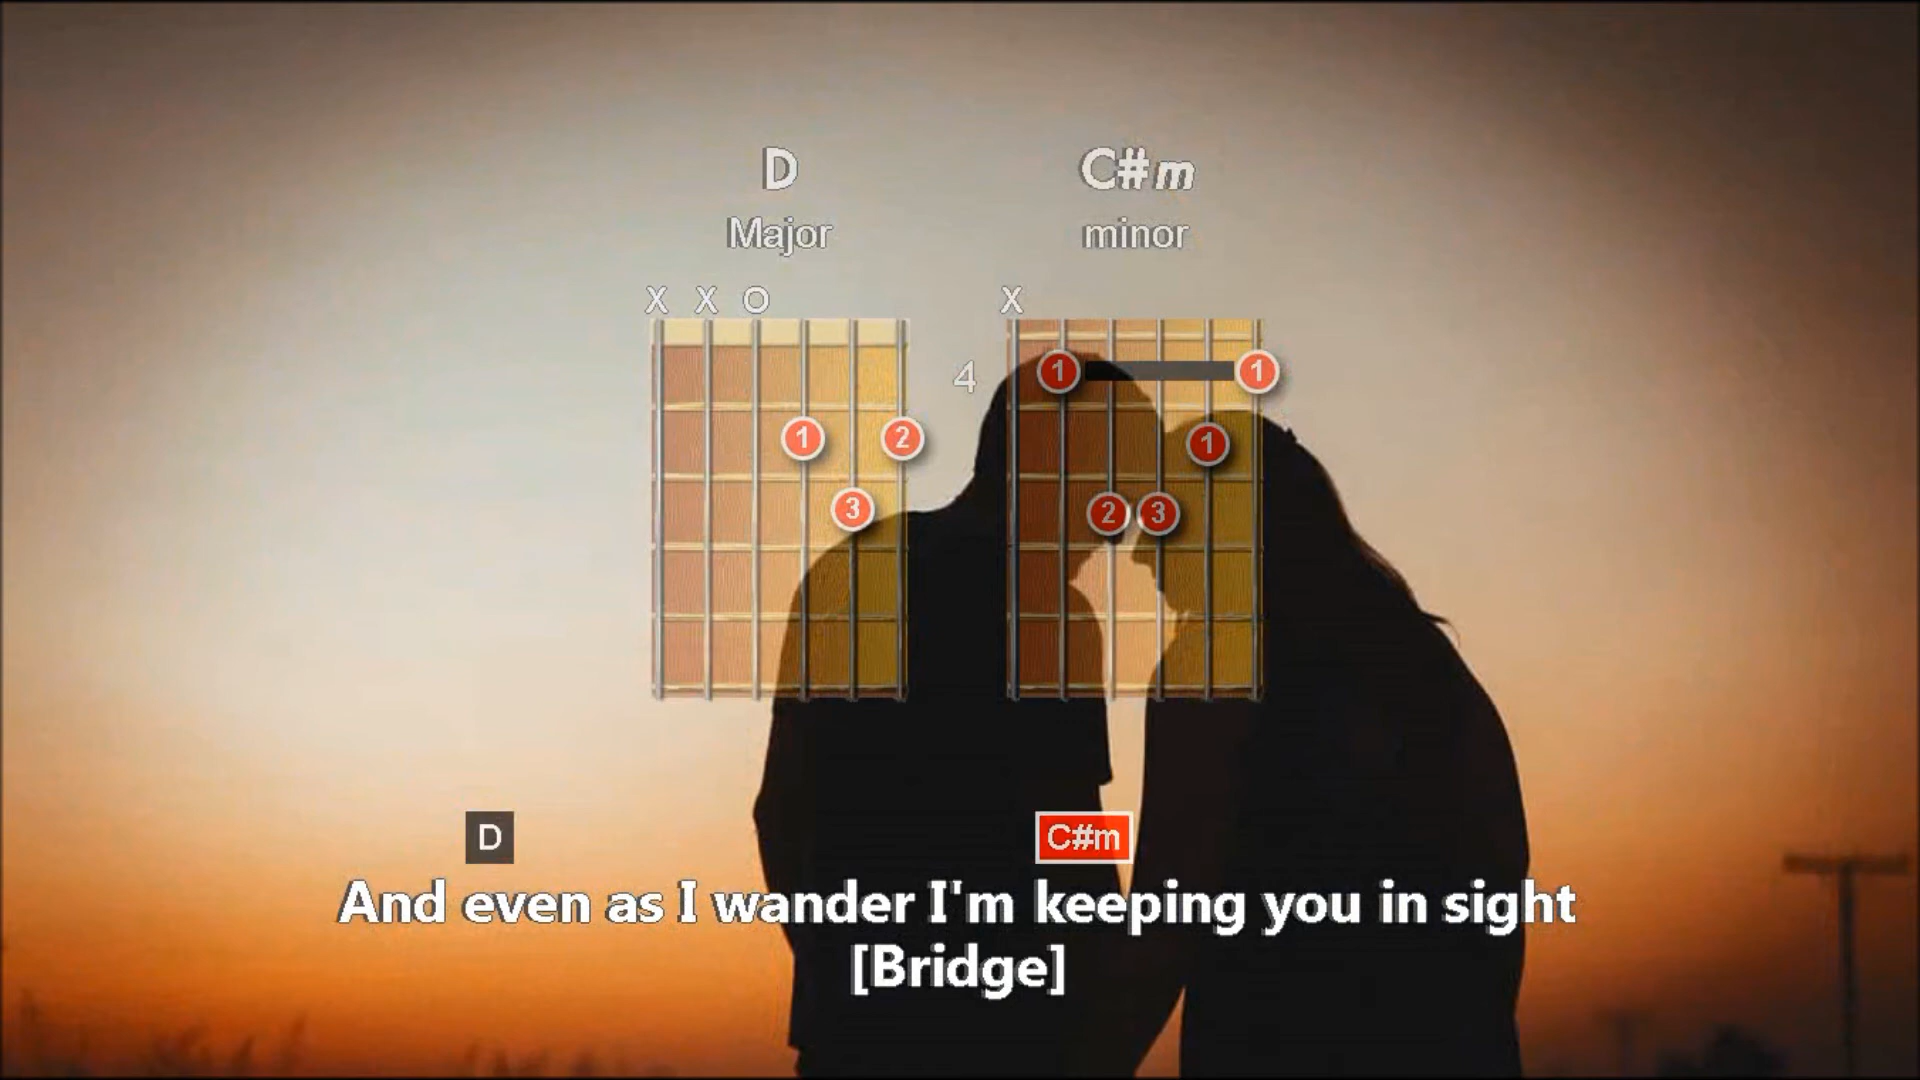 D C#m
Major minor
X X O X
4
1 1
1 2 1
3 2 3
D C#m
And even as I wander I'm keeping you in sight
[Bridge]